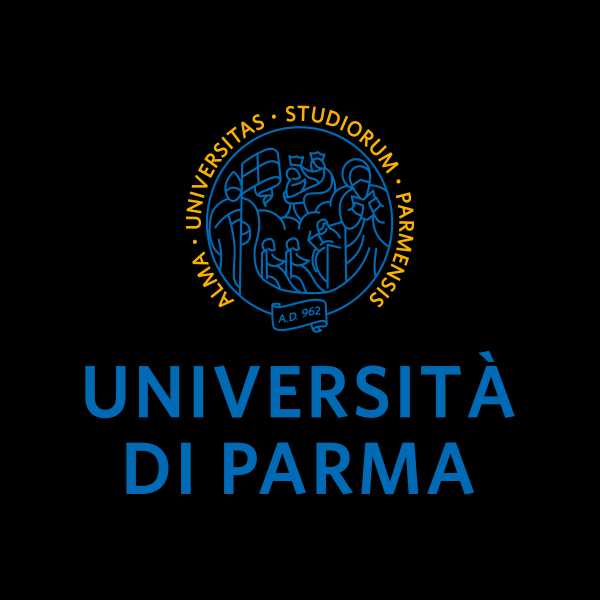 ALMA · UNIVERSITAS · STUDIORUM · PARMENSIS
A.D. 962
UNIVERSITÀ
DI PARMA